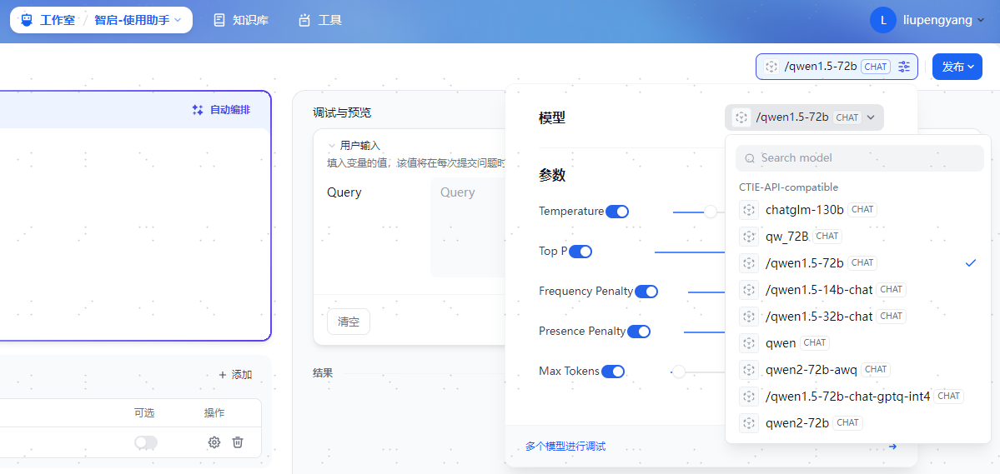 工作室 / 智启-使用助手
知识库
工具
L liupengyang
/qwen1.5-72b CHAT
发布
自动编排
调试与预览
用户输入
填入变量的值，该值将在每次提交问题时
Query
Query
清空
结果
+ 添加
可选 操作
模型
/qwen1.5-72b CHAT
参数
Temperature
Top P
Frequency Penalty
Presence Penalty
Max Tokens
多个模型进行调试
Search model
CTIE-API-compatible
chatglm-130b CHAT
qw_72B CHAT
/qwen1.5-72b CHAT
/qwen1.5-14b-chat CHAT
/qwen1.5-32b-chat CHAT
qwen CHAT
qwen2-72b-awq CHAT
/qwen1.5-72b-chat-gptq-int4 CHAT
qwen2-72b CHAT